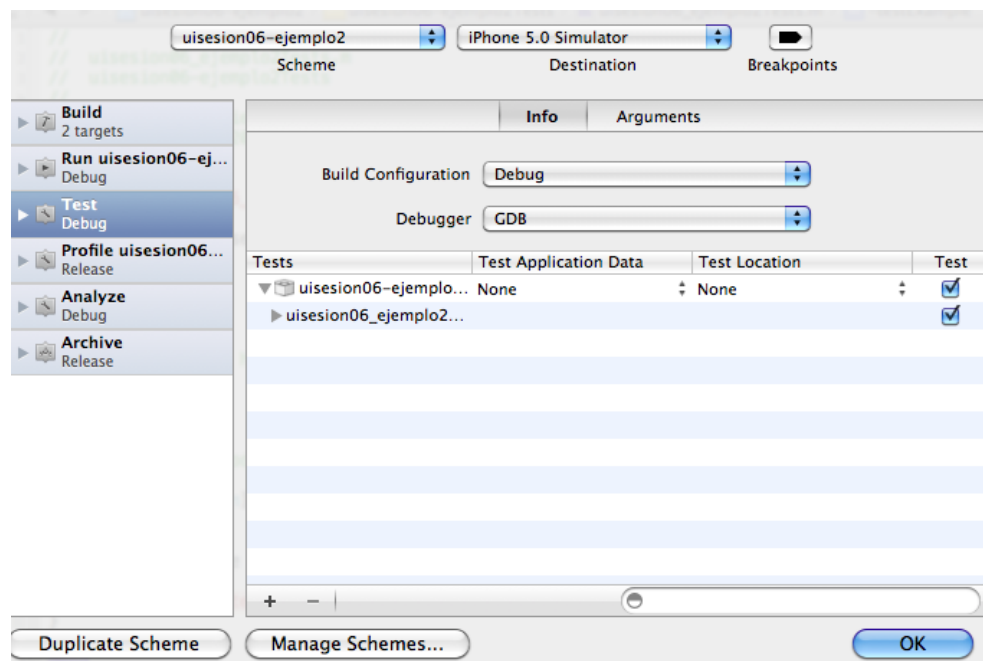 uisesion06-ejemplo2 iPhone 5.0 Simulator
Scheme Destination Breakpoints
Build
2 targets
Run uisesion06-ej...
Debug
Test
Debug
Profile uisesion06...
Release
Analyze
Debug
Archive
Release
Info Arguments
Build Configuration Debug
Debugger GDB
Tests Test Application Data Test Location Test
uisesion06-ejemplo... None None
uisesion06_ejemplo2...
+ -
Duplicate Scheme Manage Schemes... OK